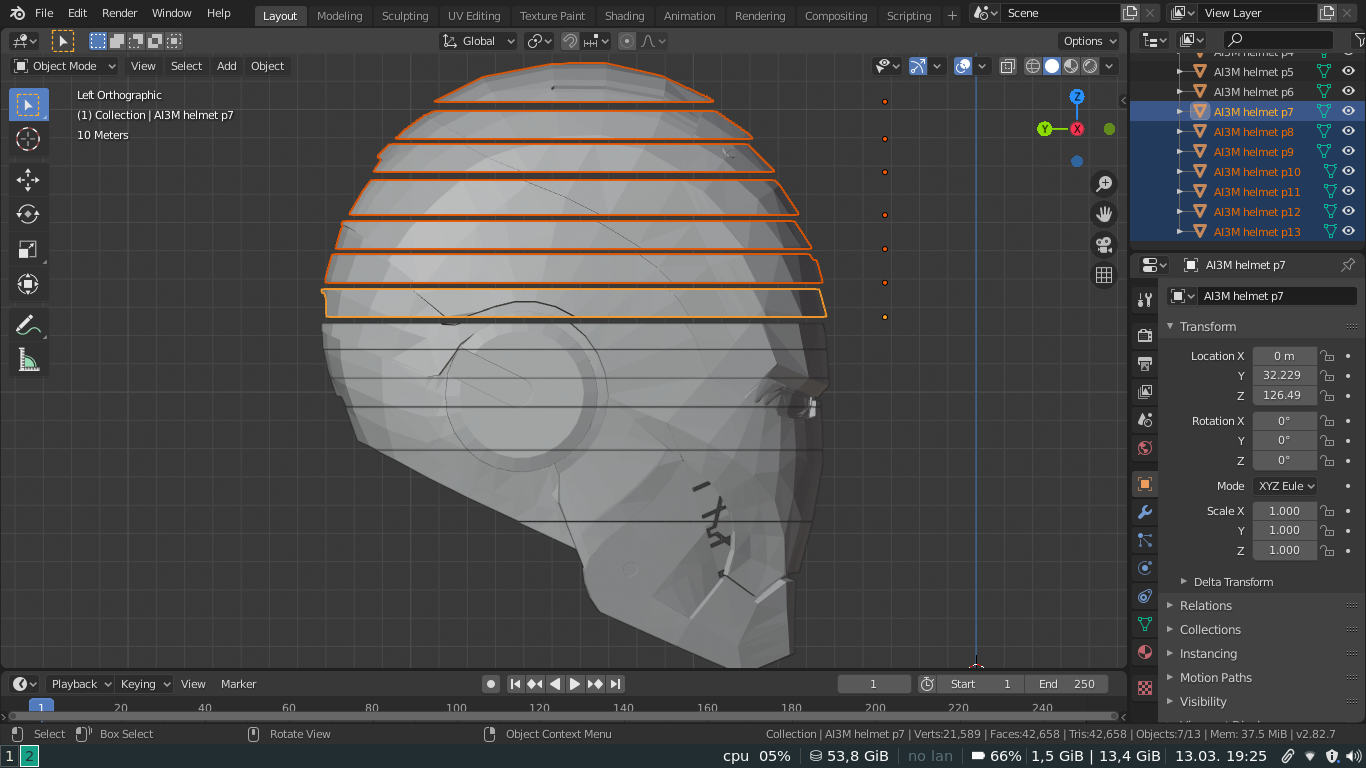 File Edit Render Window Help Layout Modeling Sculpting UV Editing Texture Paint Shading Animation Rendering Compositing Scripting + Scene View Layer
Global Options
Object Mode View Select Add Object
Left Orthographic
(1) Collection | AI3M helmet p7
10 Meters
Z
Y X
AI3M helmet p4
AI3M helmet p5
AI3M helmet p6
AI3M helmet p7
AI3M helmet p8
AI3M helmet p9
AI3M helmet p10
AI3M helmet p11
AI3M helmet p12
AI3M helmet p13
AI3M helmet p7
AI3M helmet p7
Transform
Location X 0 m
Y 32.229
Z 126.49
Rotation X 0°
Y 0°
Z 0°
Mode XYZ Eule
Scale X 1.000
Y 1.000
Z 1.000
Delta Transform
Relations
Collections
Instancing
Motion Paths
Visibility
Playback Keying View Marker 1 Start 1 End 250
1 20 40 60 80 100 120 140 160 180 200 220 240
Select Box Select Rotate View Object Context Menu Collection | AI3M helmet p7 | Verts:21,589 | Faces:42,658 | Tris:42,658 | Objects:7/13 | Mem: 37.5 MiB | v2.82.7
1 2 cpu 05% 53,8 GiB no lan 66% 1,5 GiB | 13,4 GiB 13.03. 19:25